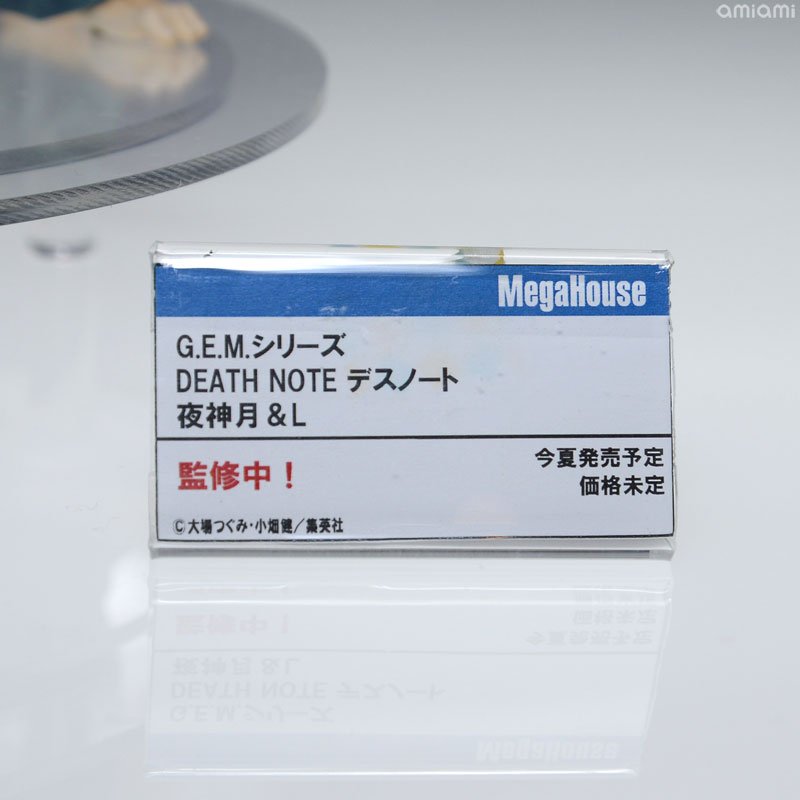 amiami
MegaHouse
G.E.M.シリーズ
DEATH NOTE デスノート
夜神月&L
監修中！
今夏発売予定
価格未定
©大場つぐみ・小畑健／集英社